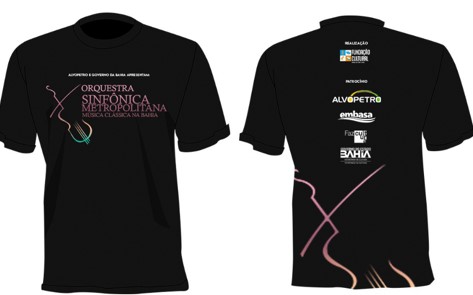 ALVOPETRO E GOVERNO DA BAHIA APRESENTAM
ORQUESTRA
SINFÔNICA
METROPOLITANA
MÚSICA CLÁSSICA NA BAHIA
REALIZAÇÃO
FUNDAÇÃO
CULTURAL
PATROCÍNIO
ALVOPETRO
embasa
BAHIA